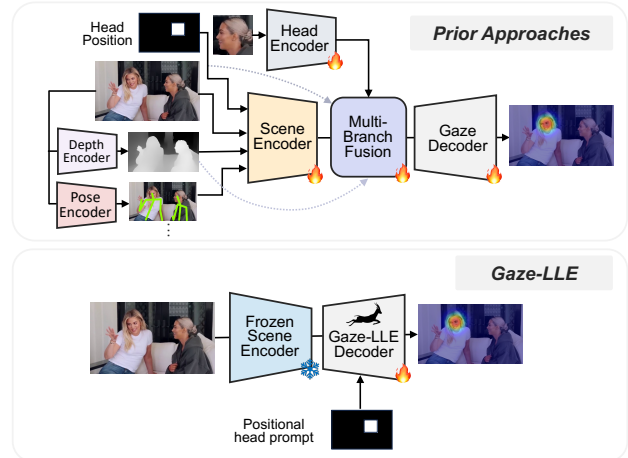 Head
Position
Head
Encoder
Prior Approaches
Depth
Encoder
Pose
Encoder
Scene
Encoder
Multi-
Branch
Fusion
Gaze
Decoder
Gaze-LLE
Frozen
Scene
Encoder
Gaze-LLE
Decoder
Positional
head prompt